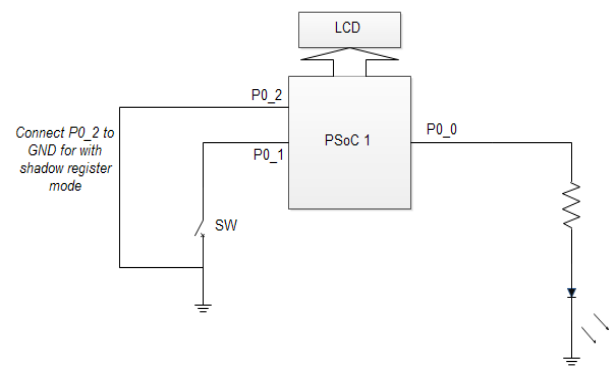 LCD
P0_2
Connect P0_2 to
GND for with
shadow register
mode
PSoC 1
P0_0
P0_1
SW